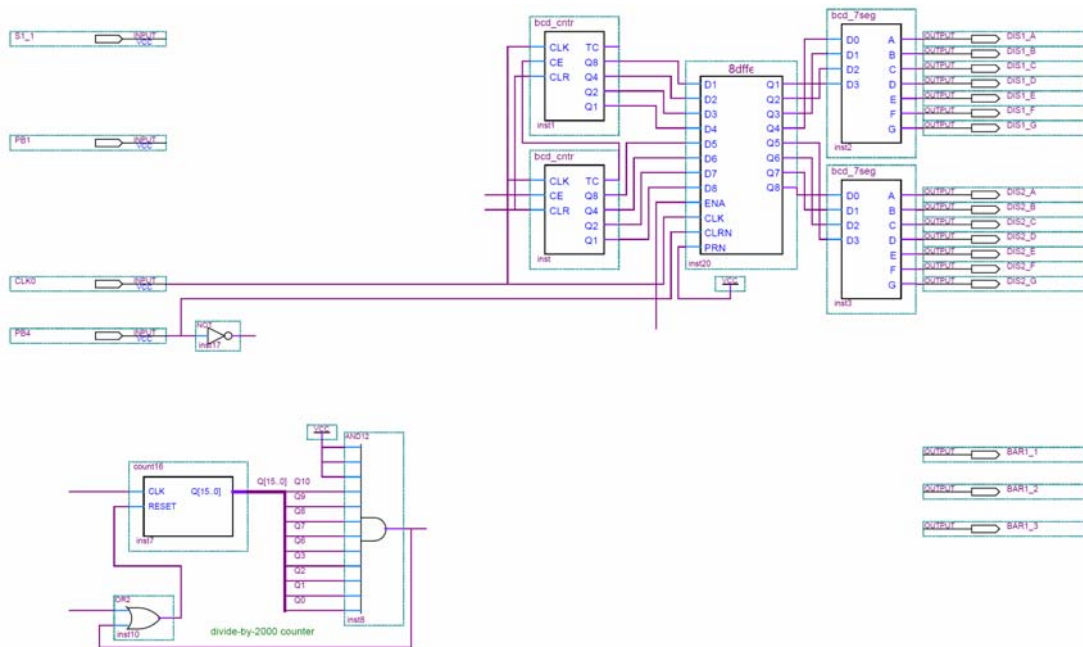 S1_1
INPUT
VCC
PB1
INPUT
VCC
CLK0
INPUT
VCC
PB4
INPUT
VCC
NOT
inst17
bcd_cntr
CLK TC
CE Q8
CLR Q4
Q2
Q1
inst1
bcd_cntr
CLK TC
CE Q8
CLR Q4
Q2
Q1
inst
8dffe
D1 Q1
D2 Q2
D3 Q3
D4 Q4
D5 Q5
D6 Q6
D7 Q7
D8 Q8
ENA
CLK
CLRN
PRN
inst20
VCC
bcd_7seg
D0 A
D1 B
D2 C
D3 D
E
F
G
inst2
bcd_7seg
D0 A
D1 B
D2 C
D3 D
E
F
G
inst3
OUTPUT DIS1_A
OUTPUT DIS1_B
OUTPUT DIS1_C
OUTPUT DIS1_D
OUTPUT DIS1_E
OUTPUT DIS1_F
OUTPUT DIS1_G
OUTPUT DIS2_A
OUTPUT DIS2_B
OUTPUT DIS2_C
OUTPUT DIS2_D
OUTPUT DIS2_E
OUTPUT DIS2_F
OUTPUT DIS2_G
count16
CLK Q[15..0]
RESET
inst7
Q[15..0] Q10
Q9
Q8
Q7
Q6
Q3
Q2
Q1
Q0
VCC
AND12
inst8
OR2
inst10
divide-by-2000 counter
OUTPUT BAR1_1
OUTPUT BAR1_2
OUTPUT BAR1_3